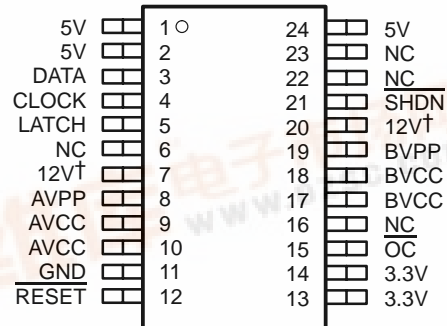 5V 1 24 5V
5V 2 23 NC
DATA 3 22 NC
CLOCK 4 21 SHDN
LATCH 5 20 12V†
NC 6 19 BVPP
12V† 7 18 BVCC
AVPP 8 17 BVCC
AVCC 9 16 NC
AVCC 10 15 OC
GND 11 14 3.3V
RESET 12 13 3.3V